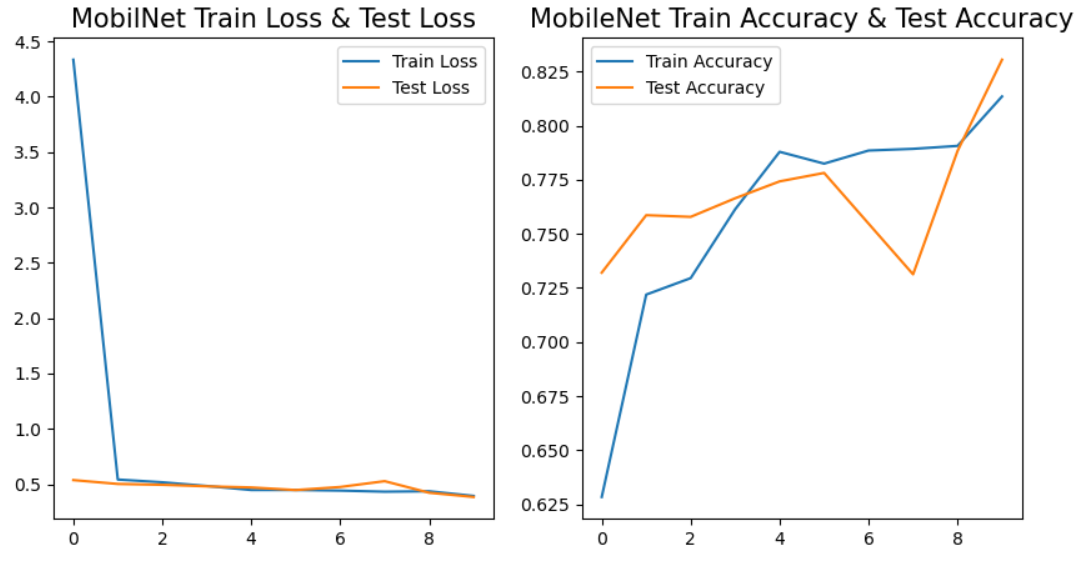 MobilNet Train Loss & Test Loss
4.5
4.0
3.5
3.0
2.5
2.0
1.5
1.0
0.5
0 2 4 6 8
Train Loss
Test Loss
MobileNet Train Accuracy & Test Accuracy
0.825
0.800
0.775
0.750
0.725
0.700
0.675
0.650
0.625
0 2 4 6 8
Train Accuracy
Test Accuracy